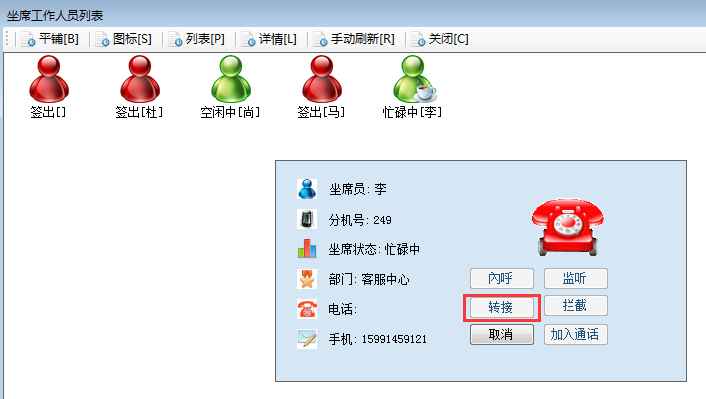 坐席工作人员列表
平铺[B] 图标[S] 列表[P] 详情[L] 手动刷新[R] 关闭[C]
签出[] 签出[杜] 空闲中[尚] 签出[马] 忙碌中[李]
坐席员: 李
分机号: 249
坐席状态: 忙碌中
部门: 客服中心
内呼 监听
电话:
转接 拦截
手机: 15991459121
取消 加入通话